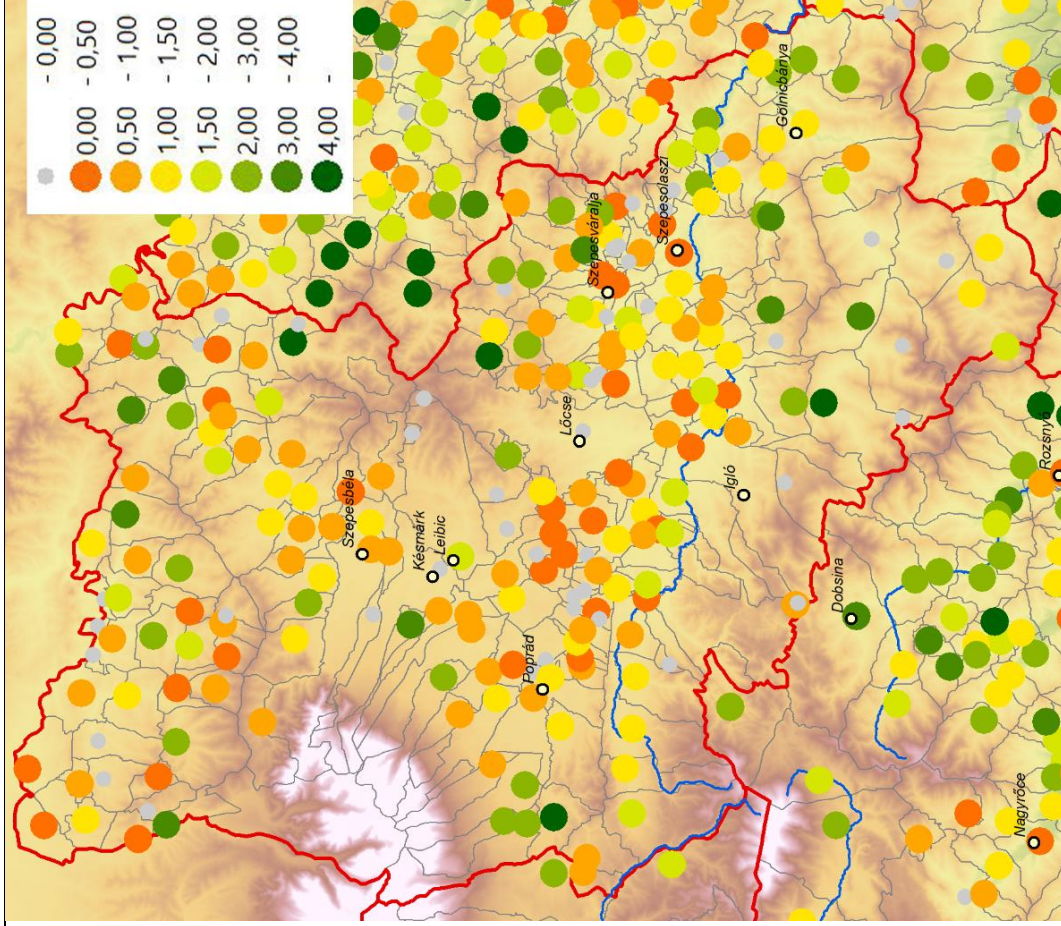 - 0,00
0,00 - 0,50
0,50 - 1,00
1,00 - 1,50
1,50 - 2,00
2,00 - 3,00
3,00 - 4,00
4,00 -
Szepesbéla
Késmárk
Leibic
Poprád
Lőcse
Szepesváralja
Szepesolaszi
Gölnicbánya
Igló
Dobsina
Rozsnyó
Nagyrőce